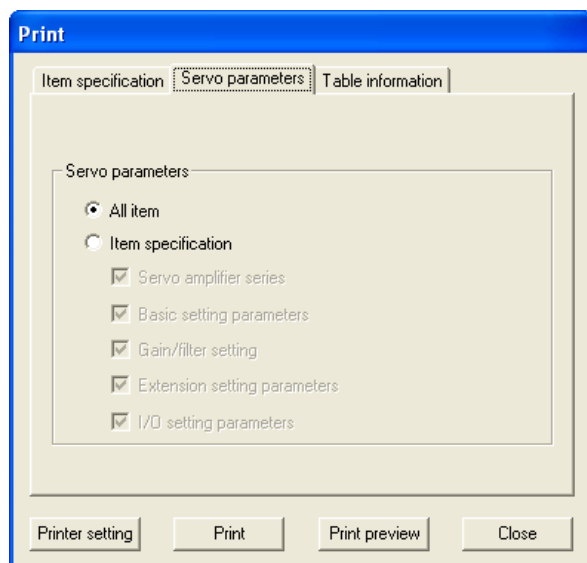 Print
Item specification Servo parameters Table information
Servo parameters
All item
Item specification
Servo amplifier series
Basic setting parameters
Gain/filter setting
Extension setting parameters
I/O setting parameters
Printer setting Print Print preview Close